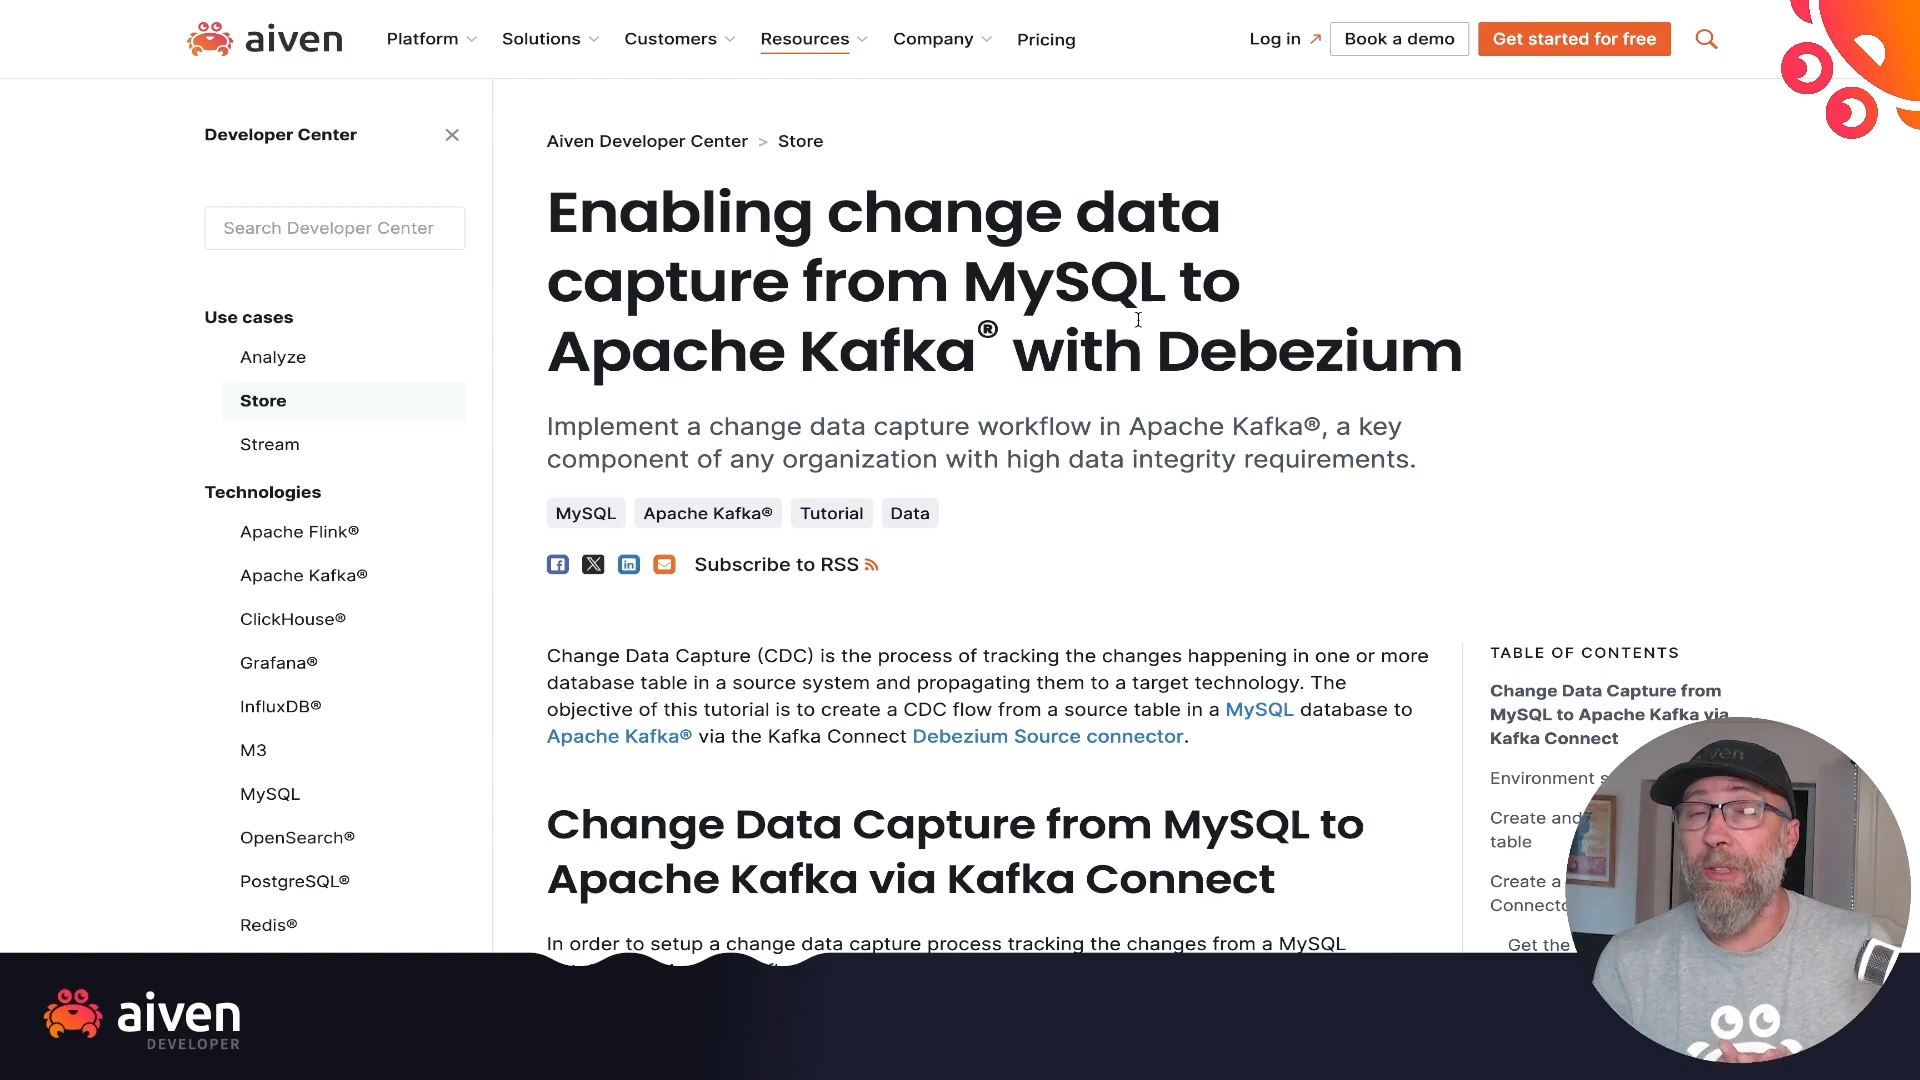 aiven
Platform
Solutions
Customers
Resources
Company
Pricing
Log in
Book a demo
Get started for free
Developer Center
Search Developer Center
Use cases
Analyze
Store
Stream
Technologies
Apache Flink®
Apache Kafka®
ClickHouse®
Grafana®
InfluxDB®
M3
MySQL
OpenSearch®
PostgreSQL®
Redis®
Aiven Developer Center > Store
Enabling change data
capture from MySQL to
Apache Kafka® with Debezium
Implement a change data capture workflow in Apache Kafka®, a key
component of any organization with high data integrity requirements.
MySQL
Apache Kafka®
Tutorial
Data
Subscribe to RSS
Change Data Capture (CDC) is the process of tracking the changes happening in one or more
database table in a source system and propagating them to a target technology. The
objective of this tutorial is to create a CDC flow from a source table in a MySQL database to
Apache Kafka® via the Kafka Connect Debezium Source connector.
Change Data Capture from MySQL to
Apache Kafka via Kafka Connect
In order to setup a change data capture process tracking the changes from a MySQL
TABLE OF CONTENTS
Change Data Capture from
MySQL to Apache Kafka via
Kafka Connect
Environment s
Create and
table
Create a
Connecto
Get the
aiven
DEVELOPER